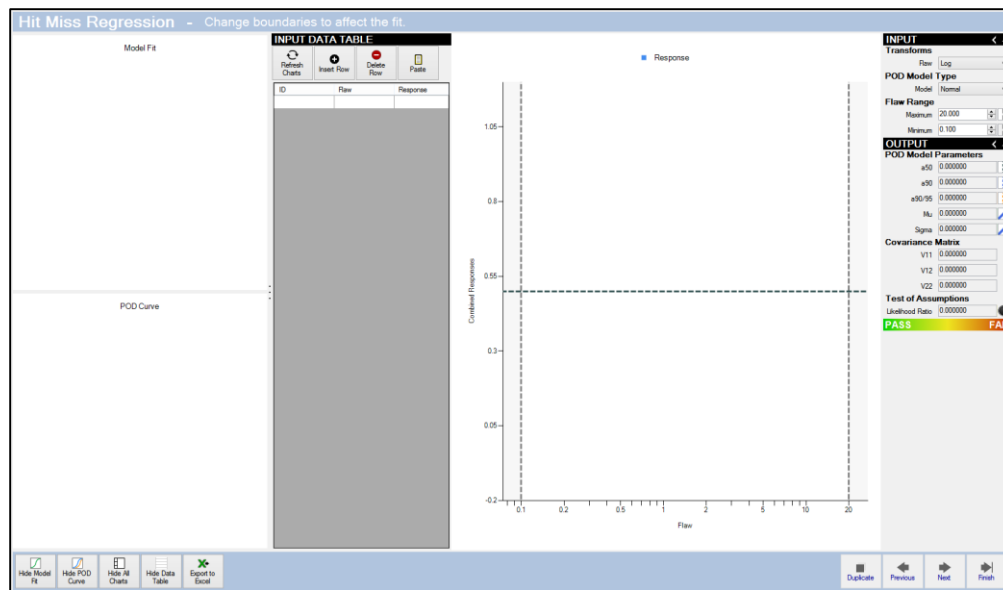 Hit Miss Regression - Change boundaries to affect the fit.
Model Fit
POD Curve
INPUT DATA TABLE
Refresh Charts
Insert Row
Delete Row
Paste
ID Flaw Response
Response
Combined Responses
1.05
0.8
0.55
0.3
0.05
-0.2
0.1 0.2 0.5 1 2 5 10 20
Flaw
INPUT
Transforms
Flaw Log
POD Model Type
Model Normal
Flaw Range
Maximum 20.000
Minimum 0.100
OUTPUT
POD Model Parameters
a50 0.000000
a90 0.000000
a90/95 0.000000
Mu 0.000000
Sigma 0.000000
Covariance Matrix
V11 0.000000
V12 0.000000
V22 0.000000
Test of Assumptions
Likelihood Ratio 0.000000
PASS FA
Hide Model Fit
Hide POD Curve
Hide All Charts
Hide Data Table
Export to Excel
Duplicate
Previous
Next
Finish